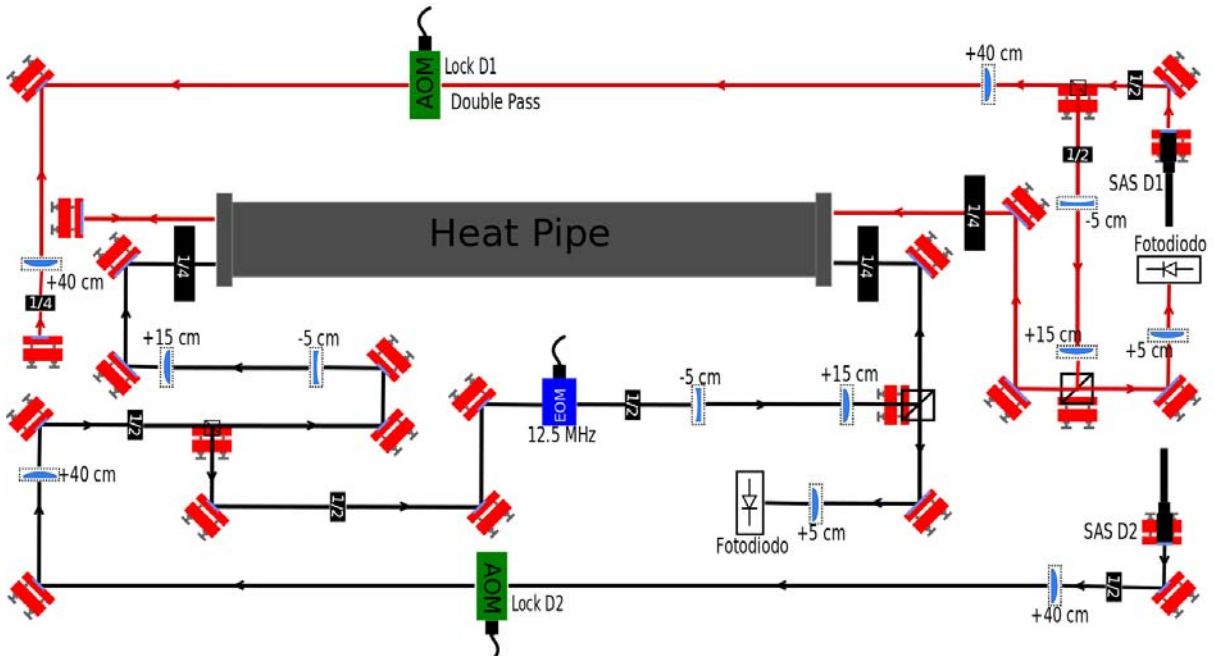 +40 cm
AOM
Lock D1
Double Pass
1/2
1/2
SAS D1
-5 cm
Heat Pipe
1/4
Fotodiodo
1/4
1/4
+40 cm
1/4
+15 cm
-5 cm
+15 cm
+5 cm
-5 cm
+15 cm
EOM
1/2
12.5 MHz
1/2
+40 cm
1/2
+5 cm
Fotodiodo
SAS D2
AOM
Lock D2
1/2
+40 cm